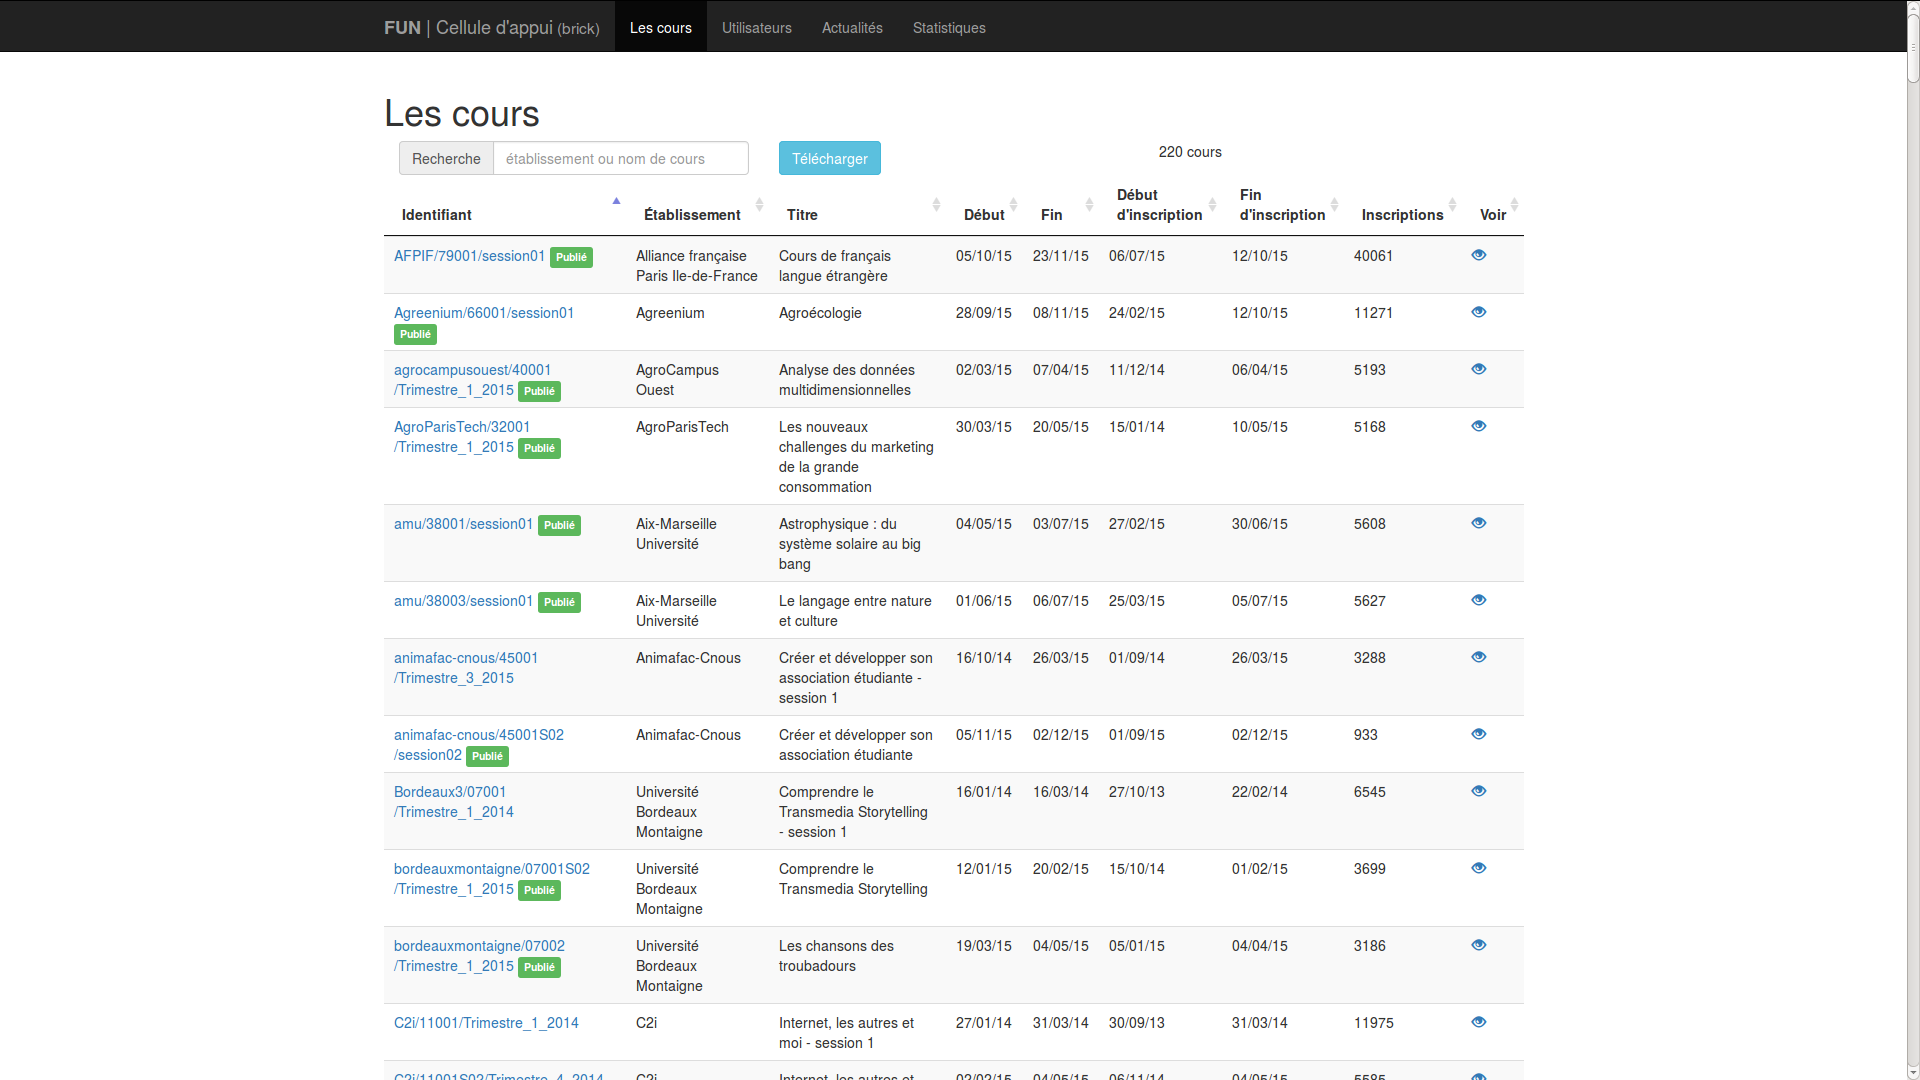 FUN | Cellule d'appui (brick) Les cours Utilisateurs Actualités Statistiques
Les cours
Recherche établissement ou nom de cours Télécharger 220 cours
Identifiant Établissement Titre Début Fin Début d'inscription Fin d'inscription Inscriptions Voir
AFPIF/79001/session01 Publié Alliance française Cours de français 05/10/15 23/11/15 06/07/15 12/10/15 40061
Paris Ile-de-France langue étrangère
Agreenium/66001/session01 Agreenium Agroécologie 28/09/15 08/11/15 24/02/15 12/10/15 11271
Publié
agrocampusouest/40001 AgroCampus Analyse des données 02/03/15 07/04/15 11/12/14 06/04/15 5193
/Trimestre_1_2015 Publié Ouest multidimensionnelles
AgroParisTech/32001 AgroParisTech Les nouveaux 30/03/15 20/05/15 15/01/14 10/05/15 5168
/Trimestre_1_2015 Publié challenges du marketing
de la grande
consommation
amu/38001/session01 Publié Aix-Marseille Astrophysique : du 04/05/15 03/07/15 27/02/15 30/06/15 5608
Université système solaire au big
bang
amu/38003/session01 Publié Aix-Marseille Le langage entre nature 01/06/15 06/07/15 25/03/15 05/07/15 5627
Université et culture
animafac-cnous/45001 Animafac-Cnous Créer et développer son 16/10/14 26/03/15 01/09/14 26/03/15 3288
/Trimestre_3_2015 association étudiante -
session 1
animafac-cnous/45001S02 Animafac-Cnous Créer et développer son 05/11/15 02/12/15 01/09/15 02/12/15 933
/session02 Publié association étudiante
Bordeaux3/07001 Université Comprendre le 16/01/14 16/03/14 27/10/13 22/02/14 6545
/Trimestre_1_2014 Bordeaux Transmedia Storytelling
Montaigne - session 1
bordeauxmontaigne/07001S02 Université Comprendre le 12/01/15 20/02/15 15/10/14 01/02/15 3699
/Trimestre_1_2015 Publié Bordeaux Transmedia Storytelling
Montaigne
bordeauxmontaigne/07002 Université Les chansons des 19/03/15 04/05/15 05/01/15 04/04/15 3186
/Trimestre_1_2015 Publié Bordeaux troubadours
Montaigne
C2i/11001/Trimestre_1_2014 C2i Internet, les autres et 27/01/14 31/03/14 30/09/13 31/03/14 11975
moi - session 1
C2i/11001S02/Trimestre_4_2014 C2i Internet, les autres et 02/02/15 04/05/15 06/11/14 04/05/15 5585